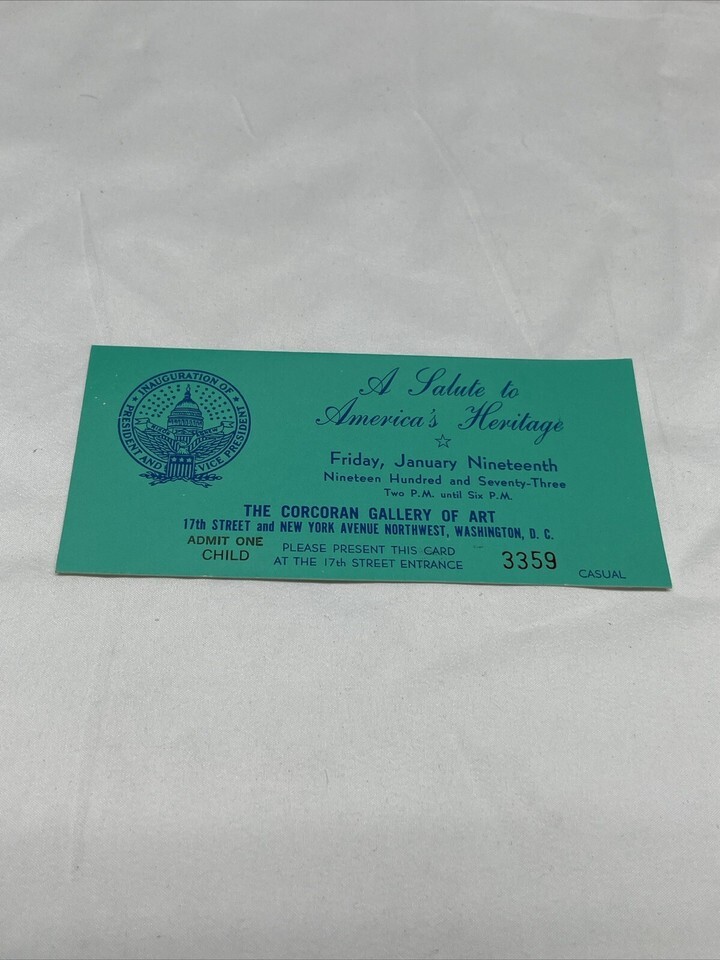 ★ INAUGURATION OF ★
PRESIDENT AND VICE PRESIDENT
A Salute to
America's Heritage
☆
Friday, January Nineteenth
Nineteen Hundred and Seventy-Three
Two P.M. until Six P.M.
THE CORCORAN GALLERY OF ART
17th STREET and NEW YORK AVENUE NORTHWEST, WASHINGTON, D. C.
ADMIT ONE
CHILD
PLEASE PRESENT THIS CARD
AT THE 17th STREET ENTRANCE
3359
CASUAL